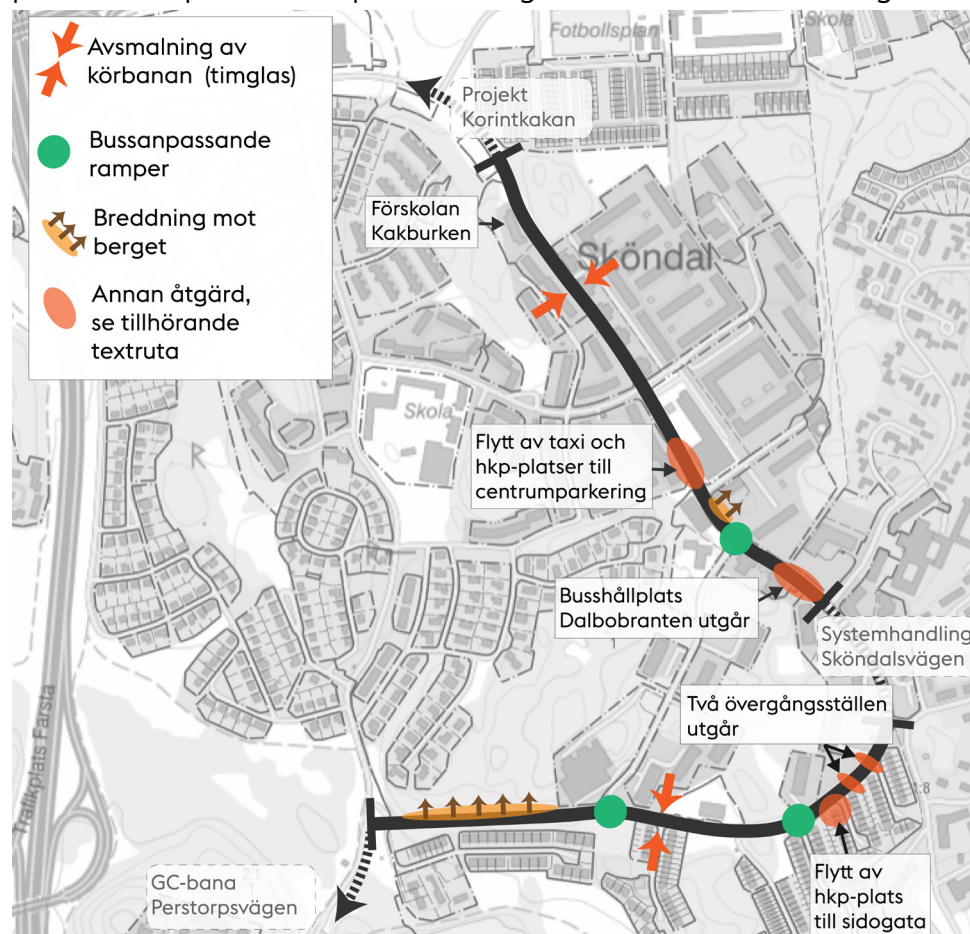 Avsmalning av
körbanan (timglas)
Bussanpassande
ramper
Breddning mot
berget
Annan åtgärd,
se tillhörande
textruta
Fotbollsplan
Skola
Projekt
Korintkakan
Förskolan
Kakburken
Sköndal
Skola
Flytt av taxi och
hkp-platser till
centrumparkering
Busshållplats
Dalbobranten utgår
Systemhandling
Sköndalsvägen
Två övergångsställen
utgår
Trafikplats Farsta
GC-bana
Perstorpsvägen
Flytt av
hkp-plats
till sidogata